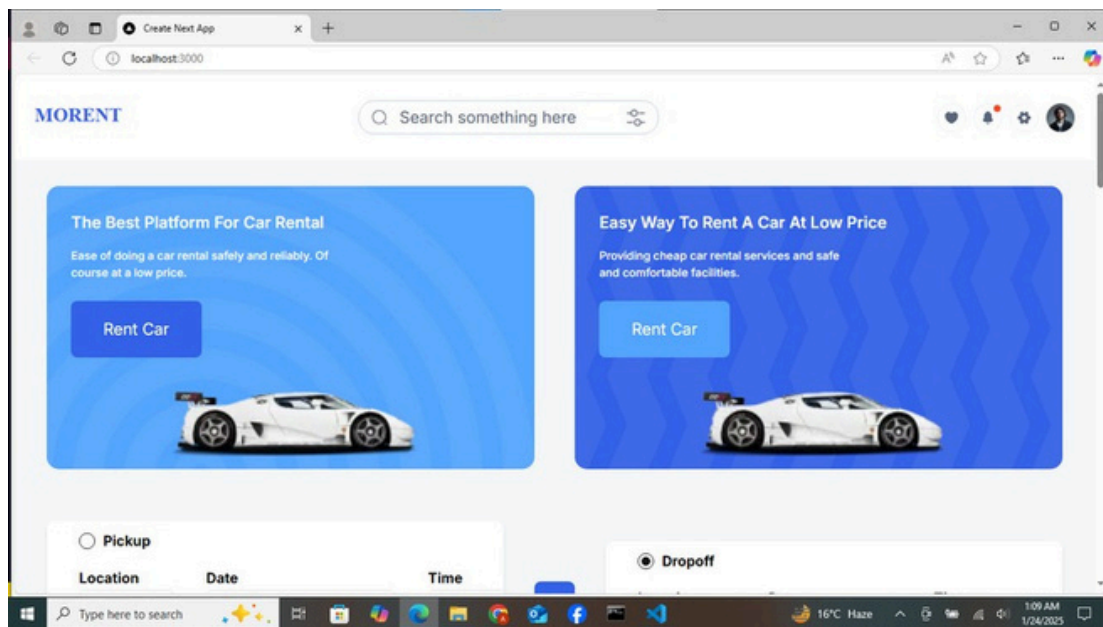 Create Next App
localhost:3000
MORENT
Search something here
The Best Platform For Car Rental
Ease of doing a car rental safely and reliably. Of
course at a low price.
Rent Car
Easy Way To Rent A Car At Low Price
Providing cheap car rental services and safe
and comfortable facilities.
Rent Car
Pickup
Location Date Time
Dropoff
Type here to search
16°C Haze
1:09 AM
1/24/2025